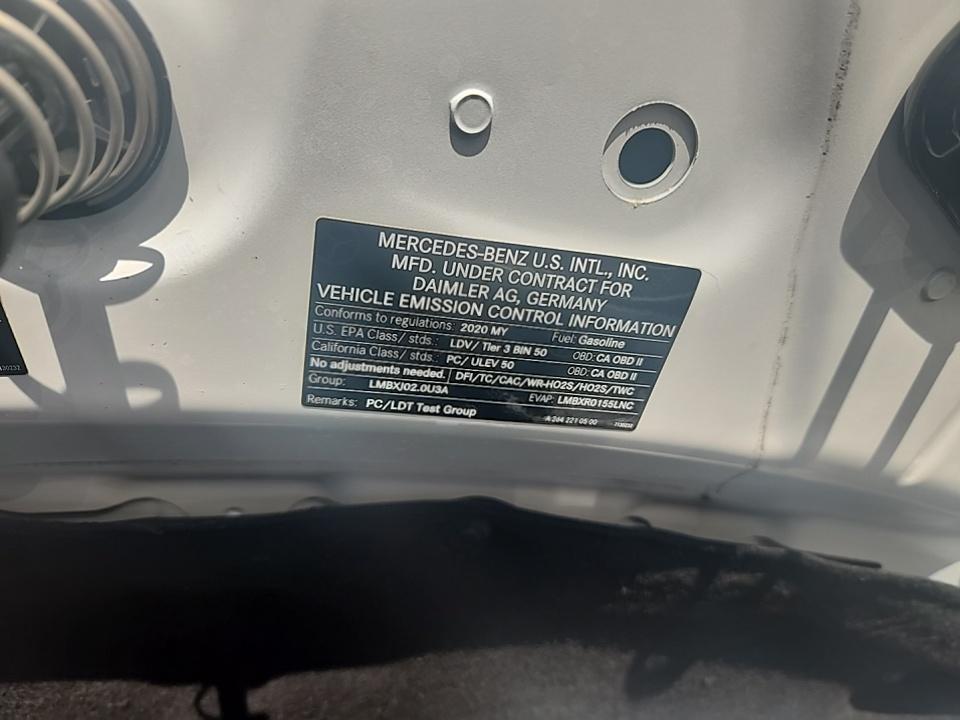 MERCEDES-BENZ U.S. INTL., INC.
MFD. UNDER CONTRACT FOR
DAIMLER AG, GERMANY
VEHICLE EMISSION CONTROL INFORMATION
Conforms to regulations: 2020 MY Fuel: Gasoline
U.S. EPA Class/ stds.: LDV/ Tier 3 BIN 50 OBD: CA OBD II
California Class/ stds.: PC/ ULEV 50 OBD: CA OBD II
No adjustments needed. DFI/TC/CAC/WR-HO2S/HO2S/TWC
Group: LMBXJ02.0U3A EVAP: LMBXR0155LNC
Remarks: PC/LDT Test Group A 264 221 05 00